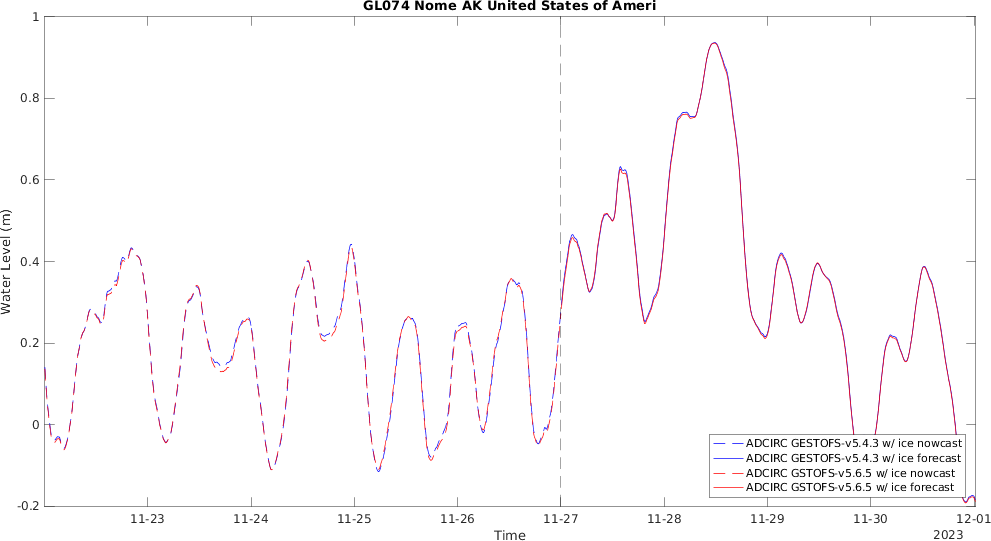 GL074 Nome AK United States of Ameri
1
0.8
0.6
0.4
0.2
0
-0.2
Water Level (m)
11-23
11-24
11-25
11-26
11-27
11-28
11-29
11-30
12-01
Time
2023
ADCIRC GESTOFS-v5.4.3 w/ ice nowcast
ADCIRC GESTOFS-v5.4.3 w/ ice forecast
ADCIRC GSTOFS-v5.6.5 w/ ice nowcast
ADCIRC GSTOFS-v5.6.5 w/ ice forecast